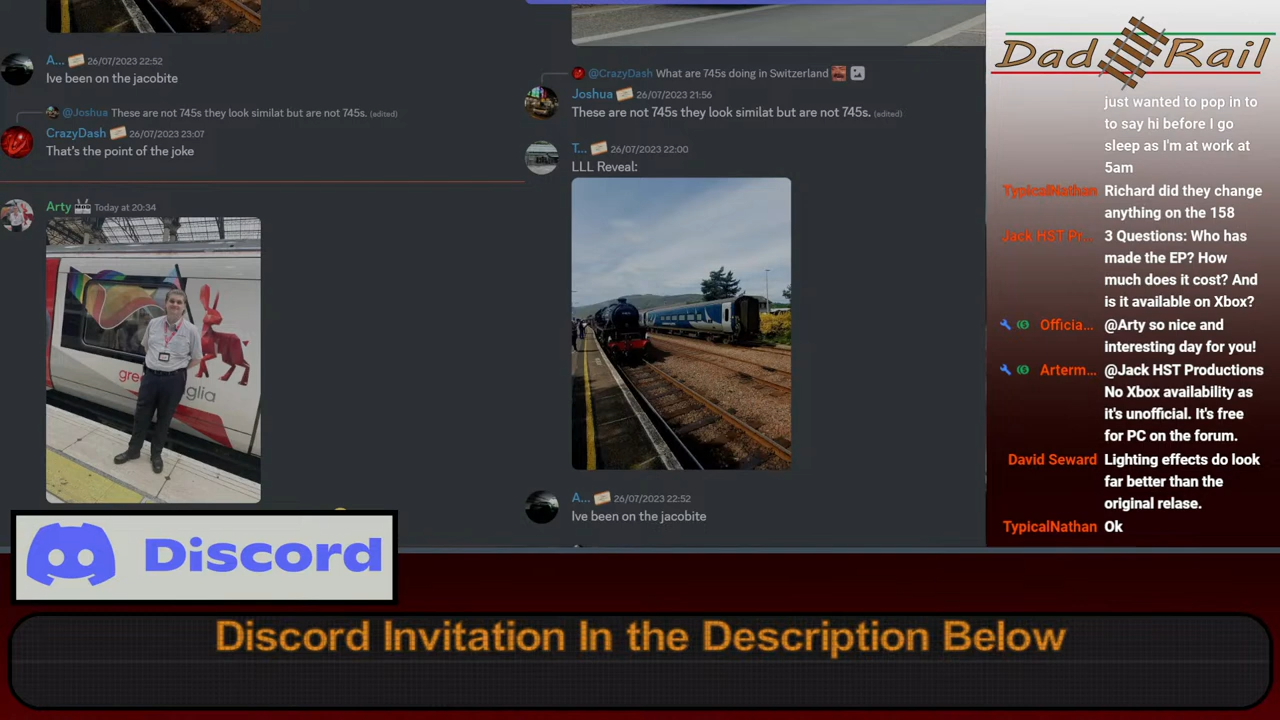 A... 26/07/2023 22:52
Ive been on the jacobite
@Joshua These are not 745s they look similat but are not 745s. (edited)
CrazyDash 26/07/2023 23:07
That's the point of the joke
Arty Today at 20:34
greater anglia
@CrazyDash What are 745s doing in Switzerland
Joshua 26/07/2023 21:56
These are not 745s they look similat but are not 745s. (edited)
T... 26/07/2023 22:00
LLL Reveal:
A... 26/07/2023 22:52
Ive been on the jacobite
Dad Rail
just wanted to pop in to
to say hi before I go
sleep as I'm at work at
5am
TypicalNathan Richard did they change
anything on the 158
Jack HST Pr... 3 Questions: Who has
made the EP? How
much does it cost? And
is it available on Xbox?
Officia... @Arty so nice and
interesting day for you!
Arterm... @Jack HST Productions
No Xbox availability as
it's unofficial. It's free
for PC on the forum.
David Seward Lighting effects do look
far better than the
original relase.
TypicalNathan Ok
Discord
Discord Invitation In the Description Below